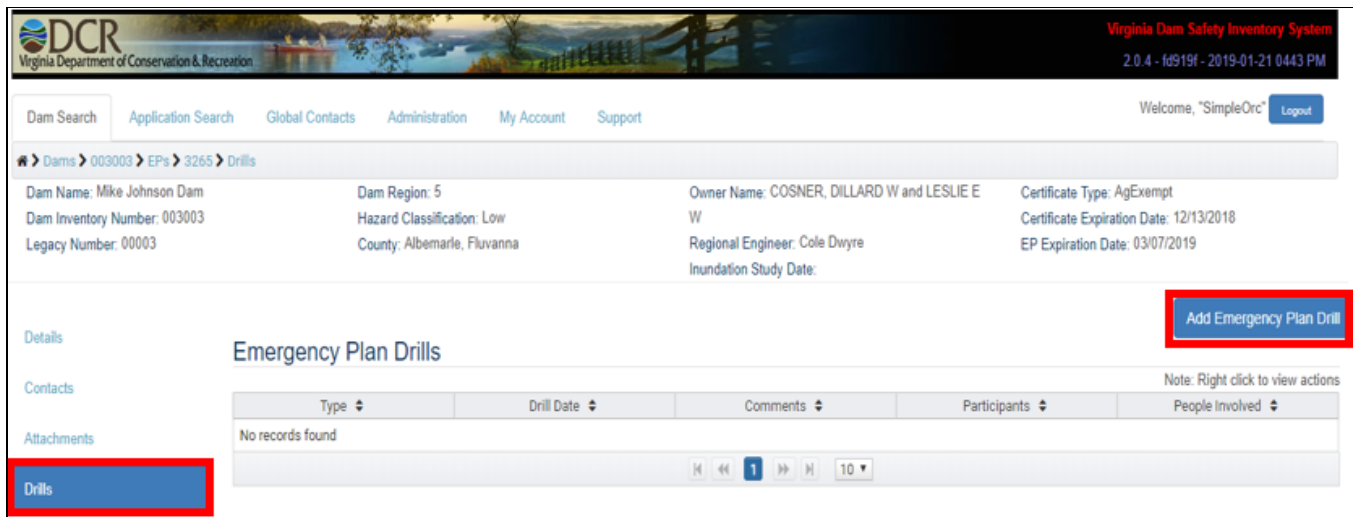 DCR
Virginia Department of Conservation & Recreation
Virginia Dam Safety Inventory System
2.0.4 - fd919f - 2019-01-21 0443 PM
Dam Search Application Search Global Contacts Administration My Account Support Welcome, "SimpleOrc" Logout
Dams 003003 EPs 3265 Drills
Dam Name: Mike Johnson Dam
Dam Inventory Number: 003003
Legacy Number: 00003
Dam Region: 5
Hazard Classification: Low
County: Albemarle, Fluvanna
Owner Name: COSNER, DILLARD W and LESLIE E
W
Regional Engineer: Cole Dwyre
Inundation Study Date:
Certificate Type: AgExempt
Certificate Expiration Date: 12/13/2018
EP Expiration Date: 03/07/2019
Add Emergency Plan Drill
Details
Contacts
Attachments
Drills
Emergency Plan Drills
Note: Right click to view actions
Type Drill Date Comments Participants People Involved
No records found
1 10